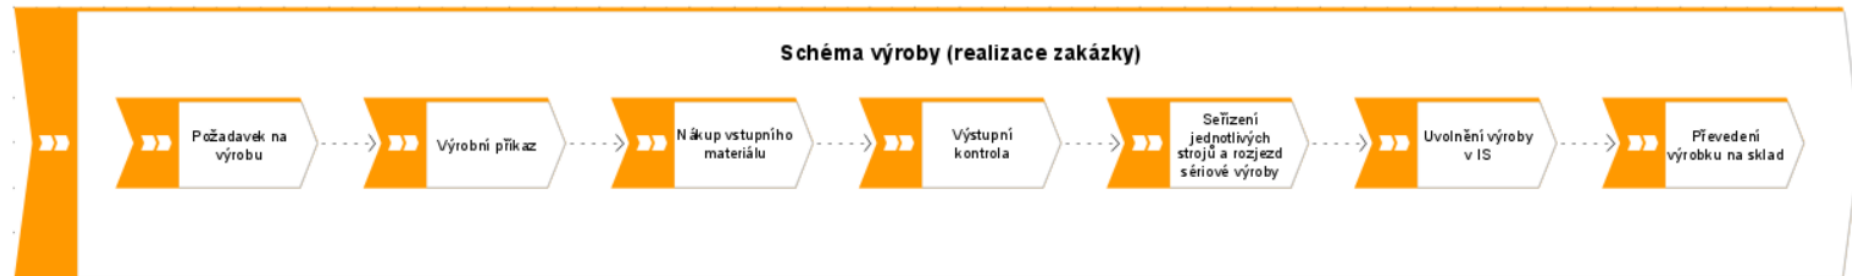 Schéma výroby (realizace zakázky)
Požadavek na
výrobu
Výrobní příkaz
Nákup vstupního
materiálu
Výstupní
kontrola
Seřízení
jednotlivých
strojů a rozjezd
sériové výroby
Uvolnění výroby
v IS
Převedení
výrobku na sklad